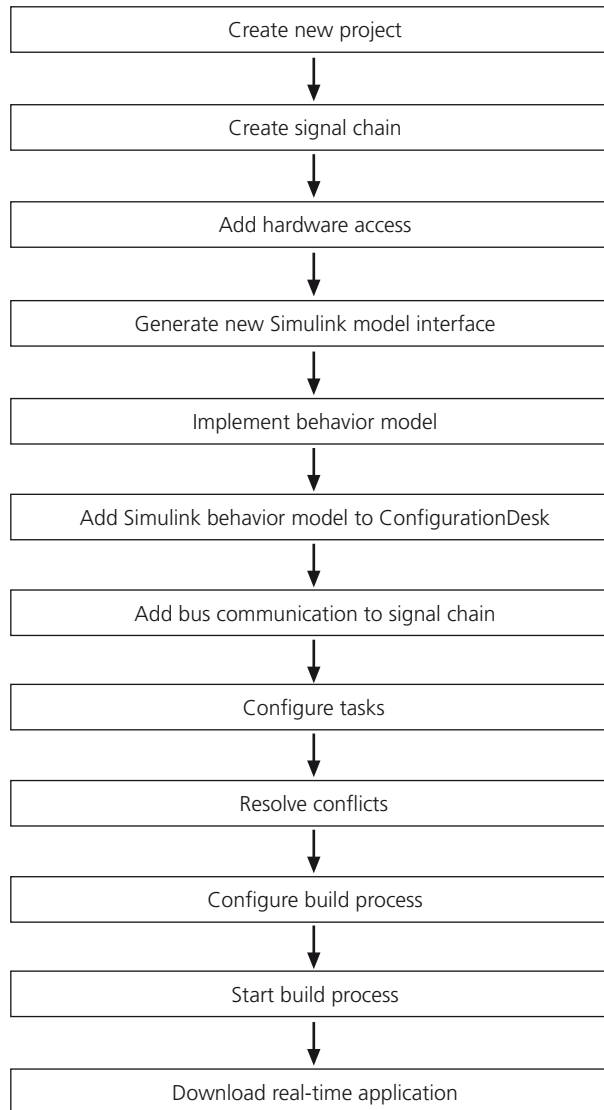 Create new project
Create signal chain
Add hardware access
Generate new Simulink model interface
Implement behavior model
Add Simulink behavior model to ConfigurationDesk
Add bus communication to signal chain
Configure tasks
Resolve conflicts
Configure build process
Start build process
Download real-time application